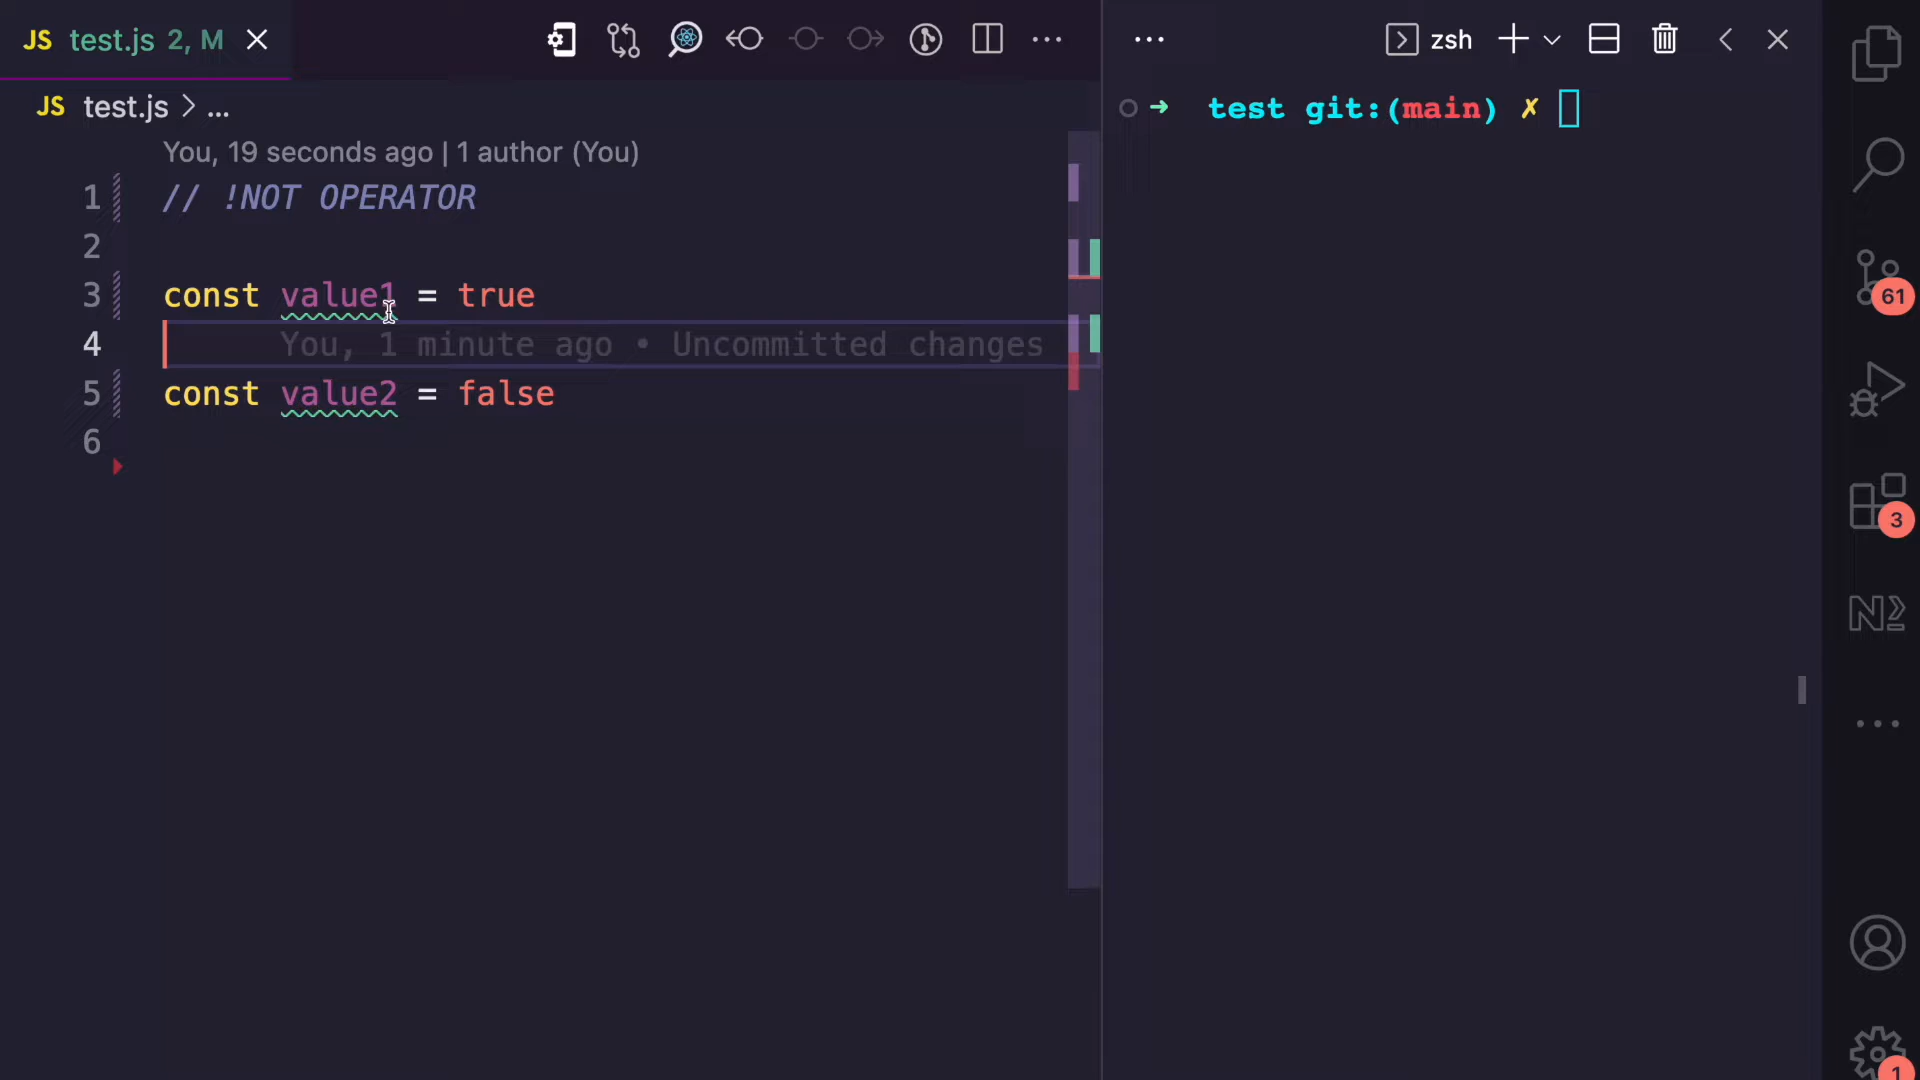 JS test.js 2, M
JS test.js > ...
You, 19 seconds ago | 1 author (You)
1 // !NOT OPERATOR
2
3 const value1 = true
4 You, 1 minute ago • Uncommitted changes
5 const value2 = false
6
zsh
test git:(main) ✗
61
3
1